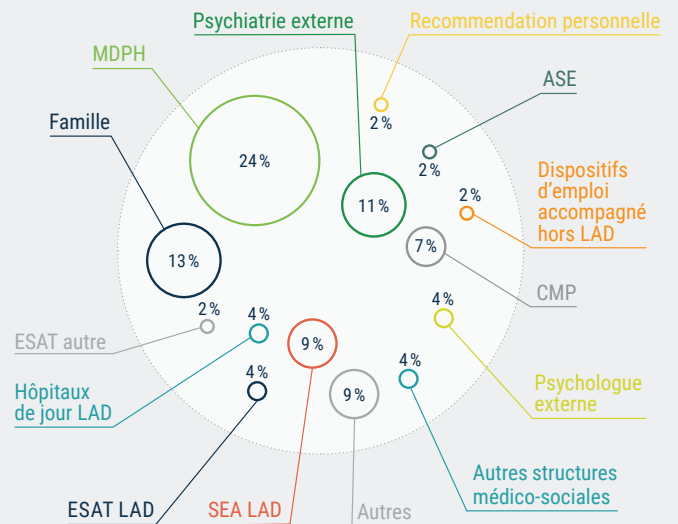 Psychiatrie externe
Recommendation personnelle
MDPH
ASE
2 %
Famille
24 %
2 %
Dispositifs
d'emploi
accompagné
hors LAD
2 %
11 %
7 %
13 %
CMP
2 %
4 %
4 %
ESAT autre
9 %
4 %
4 %
9 %
Hôpitaux
de jour LAD
Psychologue
externe
Autres structures
médico-sociales
ESAT LAD
SEA LAD
Autres